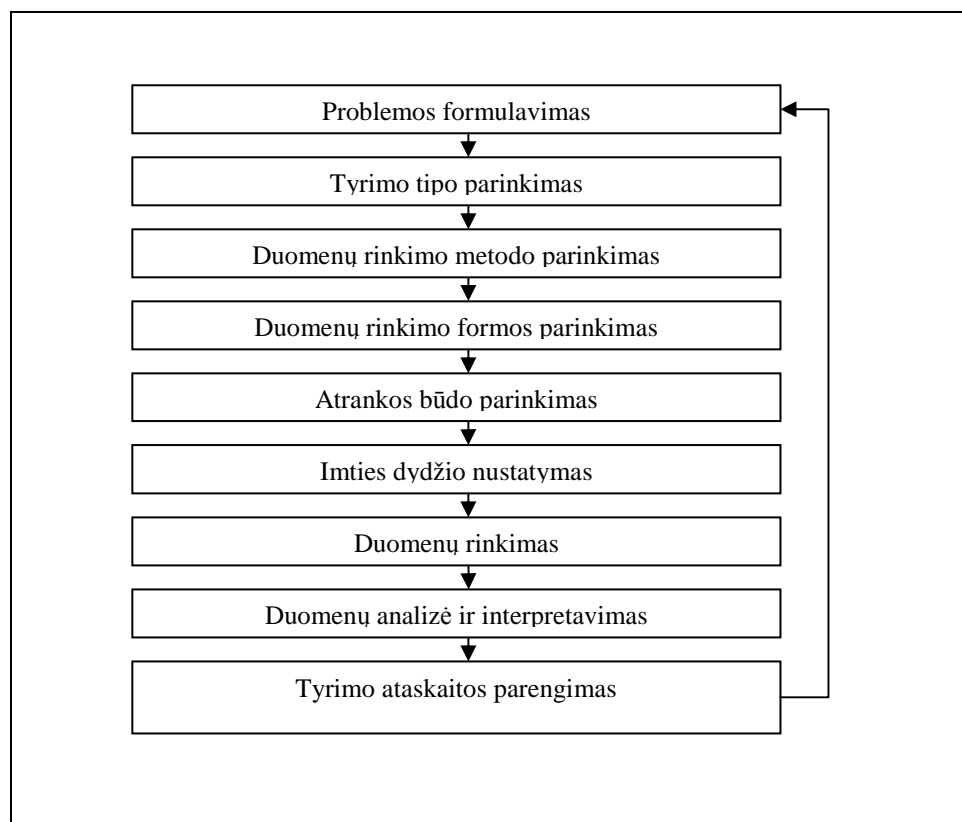 Problemos formulavimas
Tyrimo tipo parinkimas
Duomenų rinkimo metodo parinkimas
Duomenų rinkimo formos parinkimas
Atrankos būdo parinkimas
Imties dydžio nustatymas
Duomenų rinkimas
Duomenų analizė ir interpretavimas
Tyrimo ataskaitos parengimas